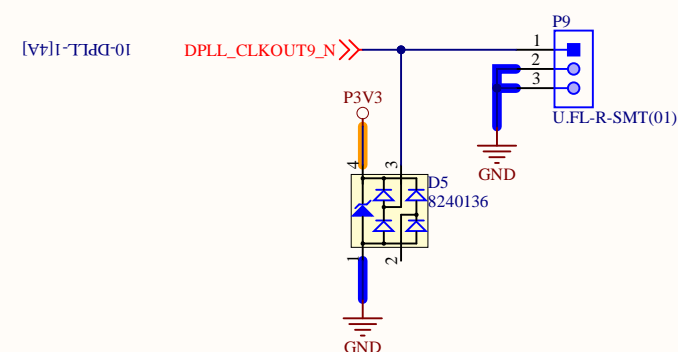 P9
10-DPLL-1[4A]
DPLL_CLKOUT9_N
1
2
3
U.FL-R-SMT(01)
P3V3
GND
4
3
D5
8240136
1
2
GND